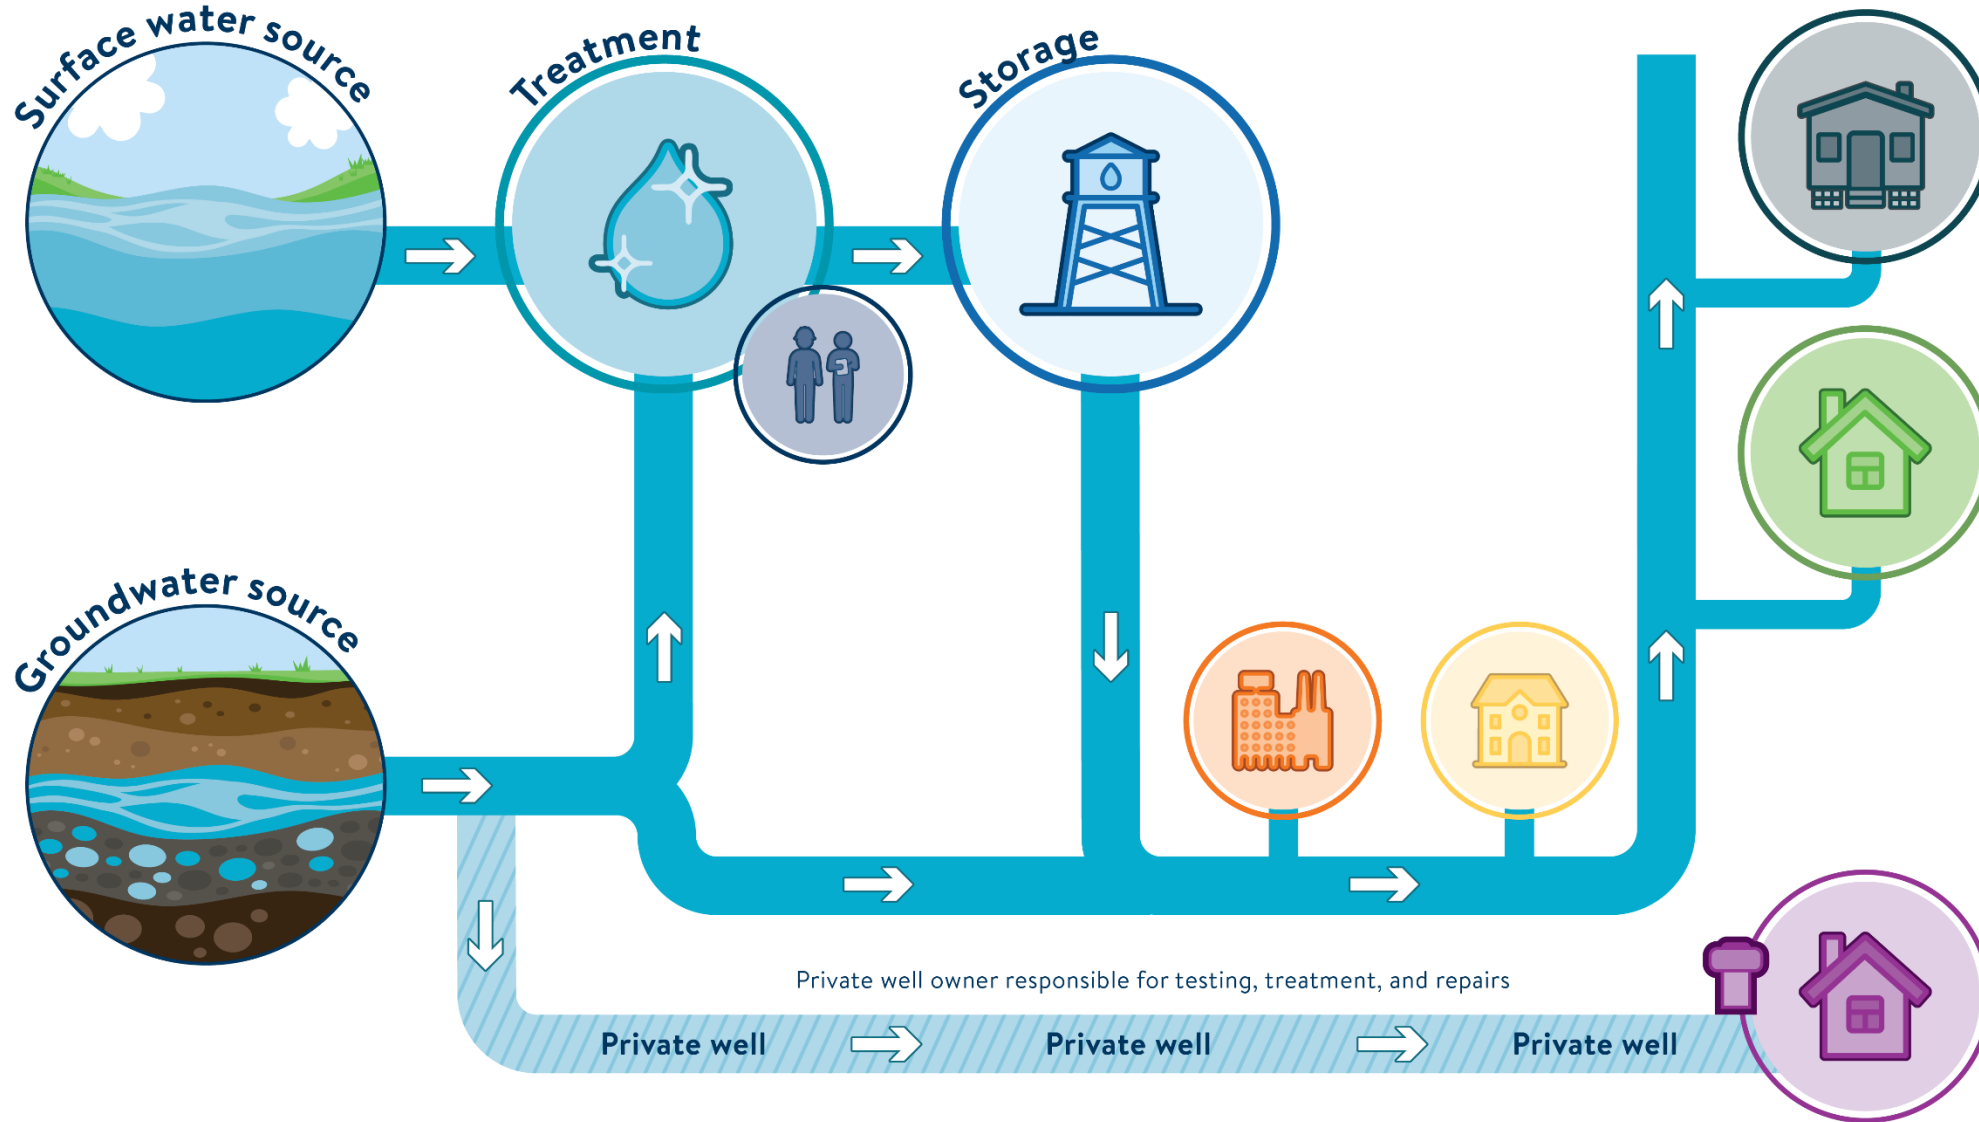 Surface water source
Treatment
Storage
Groundwater source
Private well owner responsible for testing, treatment, and repairs
Private well
Private well
Private well